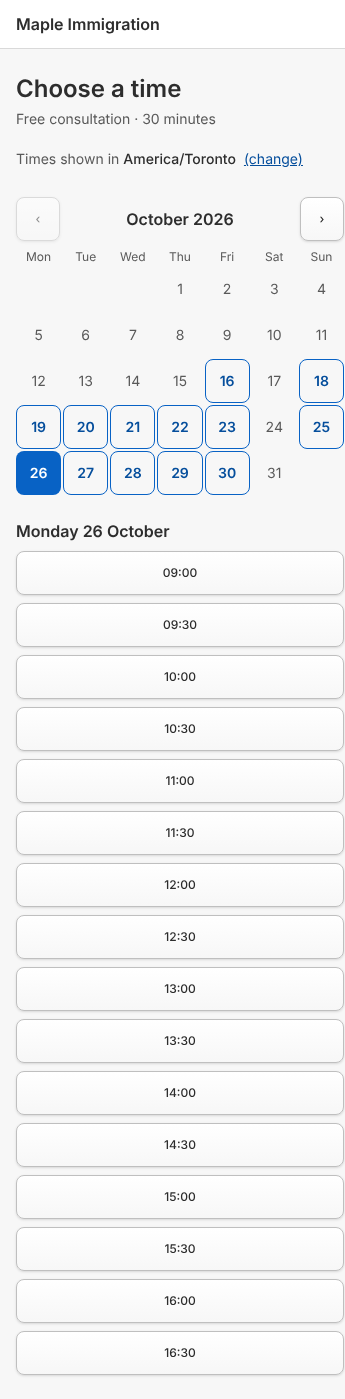 Maple Immigration
Choose a time
Free consultation · 30 minutes
Times shown in America/Toronto (change)
‹ October 2026 ›
Mon Tue Wed Thu Fri Sat Sun
1 2 3 4
5 6 7 8 9 10 11
12 13 14 15 16 17 18
19 20 21 22 23 24 25
26 27 28 29 30 31
Monday 26 October
09:00
09:30
10:00
10:30
11:00
11:30
12:00
12:30
13:00
13:30
14:00
14:30
15:00
15:30
16:00
16:30